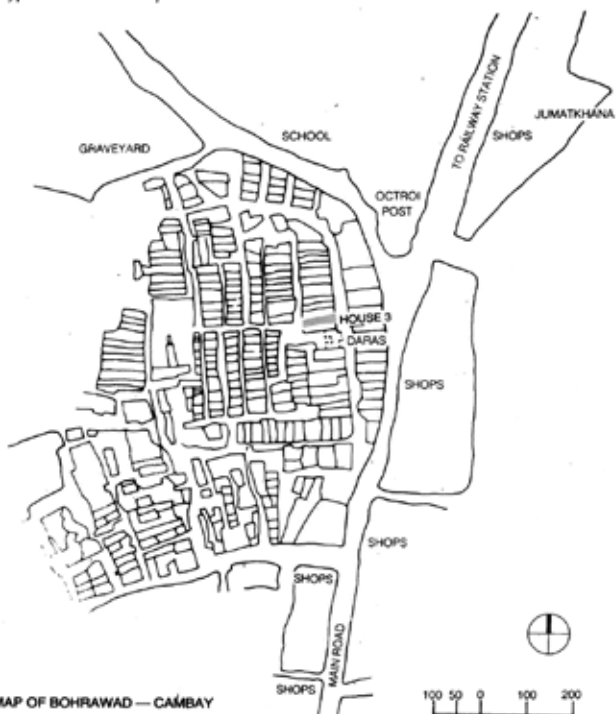 TO RAILWAY STATION
JUMATKHANA
SHOPS
SCHOOL
GRAVEYARD
OCTROI
POST
HOUSE 3
DARAS
SHOPS
SHOPS
SHOPS
MAIN ROAD
SHOPS
MAP OF BOHRAWAD — CAMBAY
100 50 0 100 200